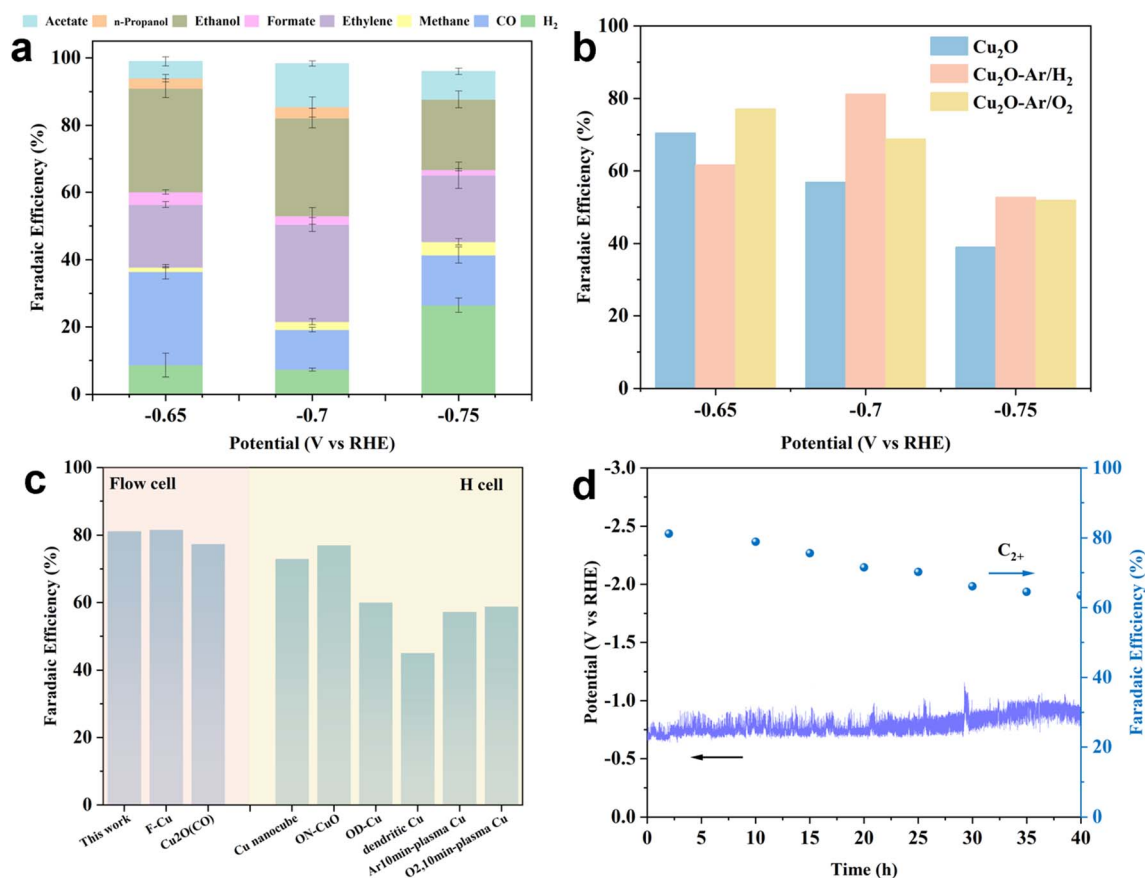 Acetate n-Propanol Ethanol Formate Ethylene Methane CO H2
a
100
80
60
40
20
0
Faradaic Efficiency (%)
-0.65 -0.7 -0.75
Potential (V vs RHE)
b
Cu2O
Cu2O-Ar/H2
Cu2O-Ar/O2
100
80
60
40
20
0
Faradaic Efficiency (%)
-0.65 -0.7 -0.75
Potential (V vs RHE)
c
Flow cell H cell
100
80
60
40
20
0
Faradaic Efficiency (%)
This work
F-Cu
Cu2O(CO)
Cu nanocube
ON-CuO
OD-Cu
dendritic Cu
Ar10min-plasma Cu
O2,10min-plasma Cu
d
-3.0
-2.5
-2.0
-1.5
-1.0
-0.5
0.0
Potential (V vs RHE)
C2+
100
80
60
40
20
0
Faradaic Efficiency (%)
0 5 10 15 20 25 30 35 40
Time (h)